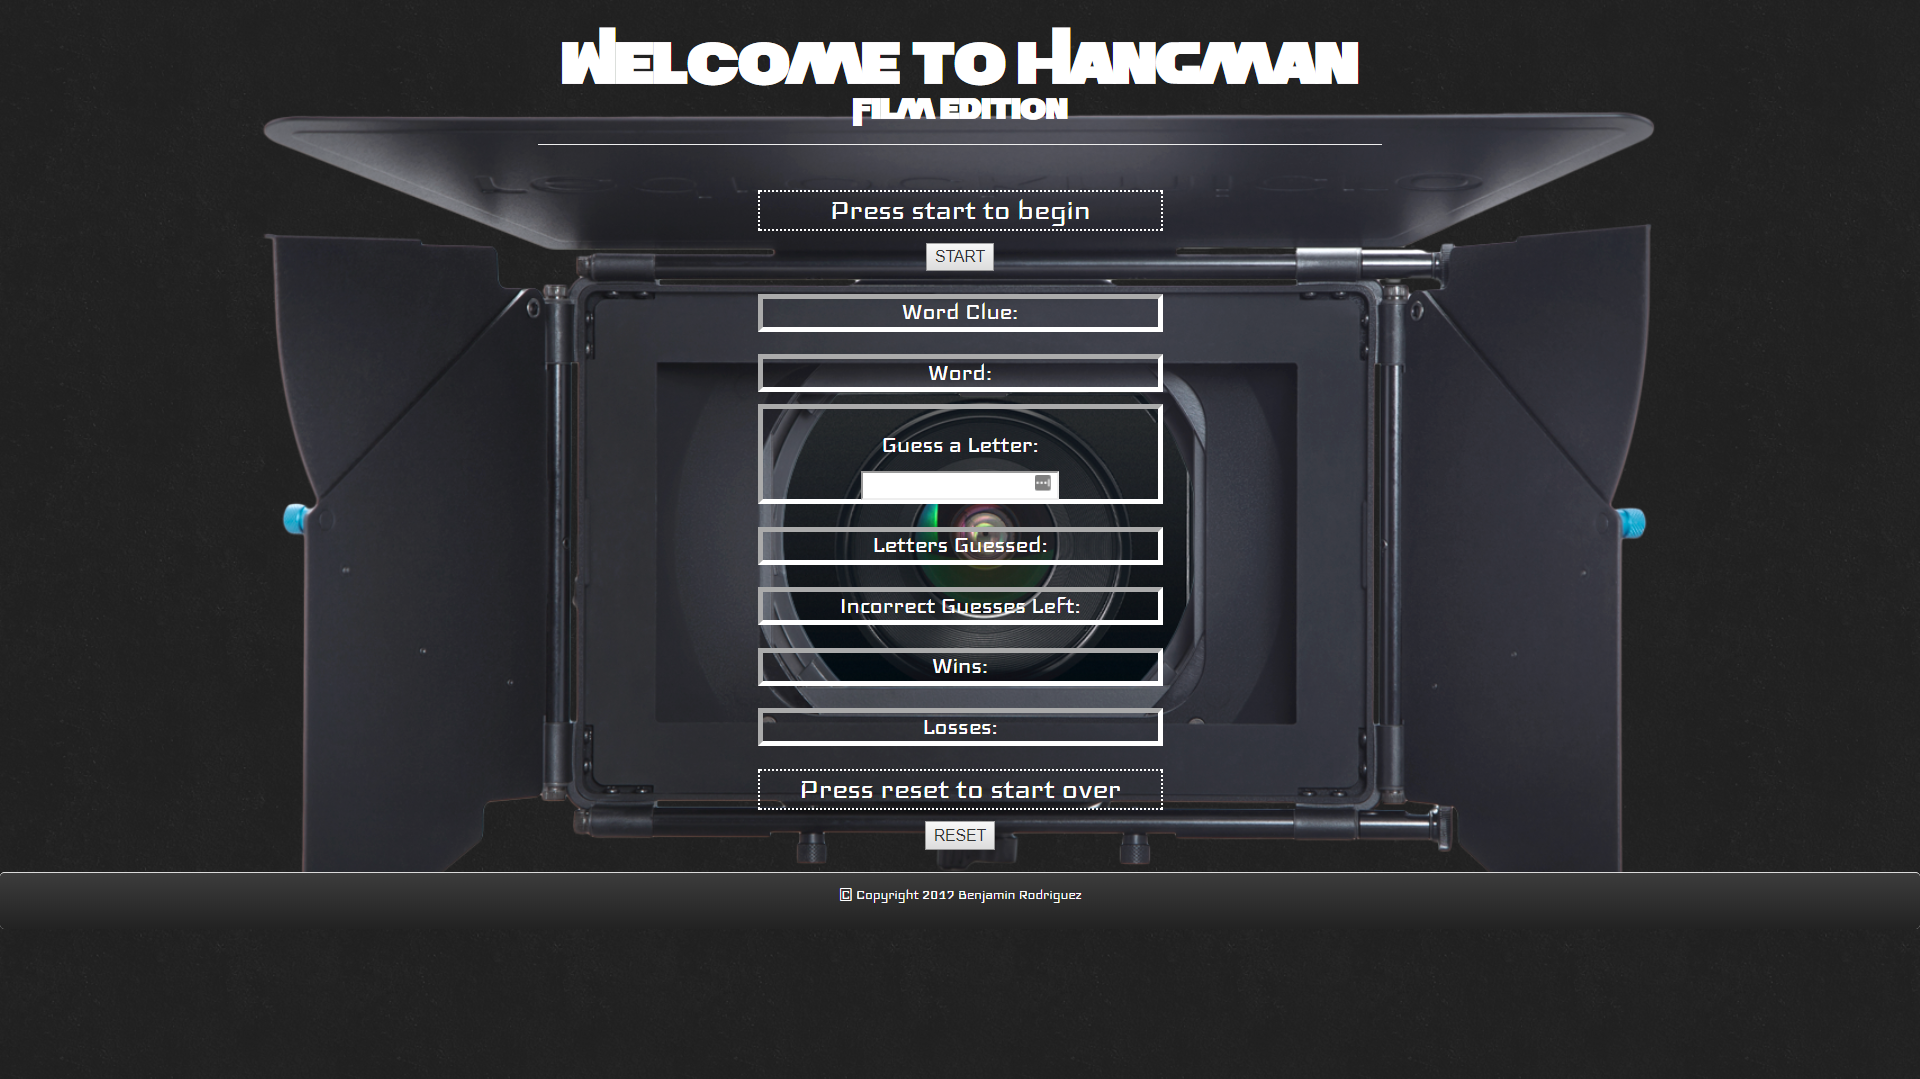 Welcome to Hangman
Film Edition
Press start to begin
START
Word Clue:
Word:
Guess a Letter:
Letters Guessed:
Incorrect Guesses Left:
Wins:
Losses:
Press reset to start over
RESET
© Copyright 2017 Benjamin Rodriguez